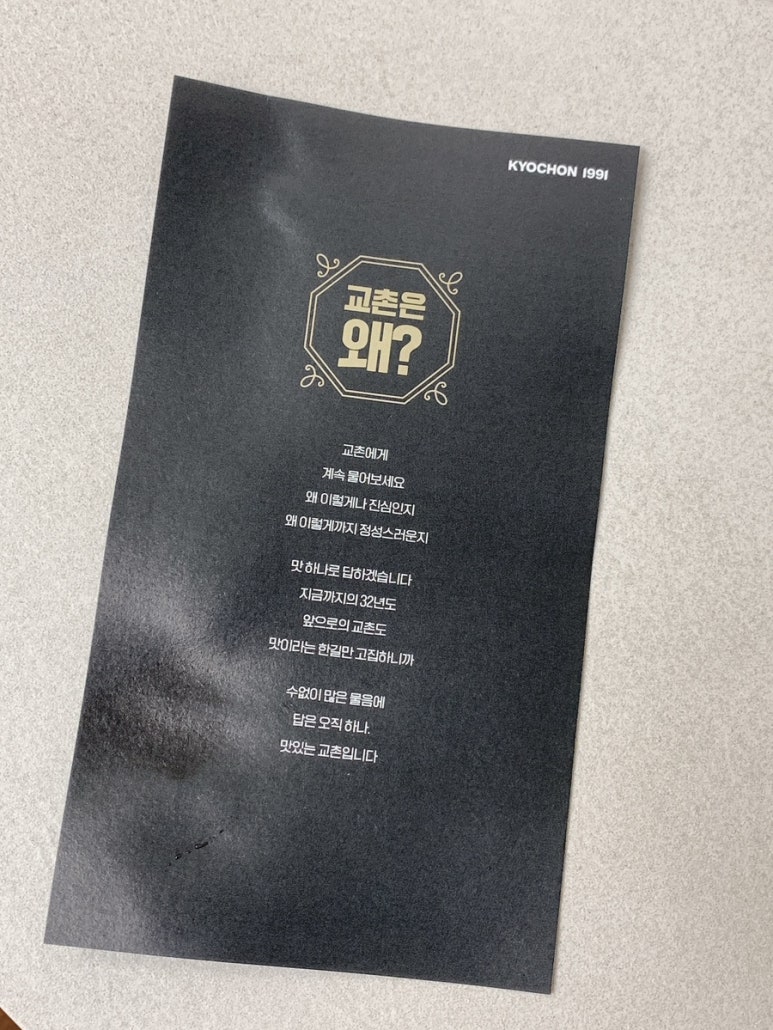 KYOCHON 1991
교촌은
왜?
교촌에게
계속 물어보세요
왜 이렇게나 진심인지
왜 이렇게까지 정성스러운지
맛 하나로 답하겠습니다
지금까지의 32년도
앞으로의 교촌도
맛이라는 한길만 고집하니까
수없이 많은 물음에
답은 오직 하나.
맛있는 교촌입니다